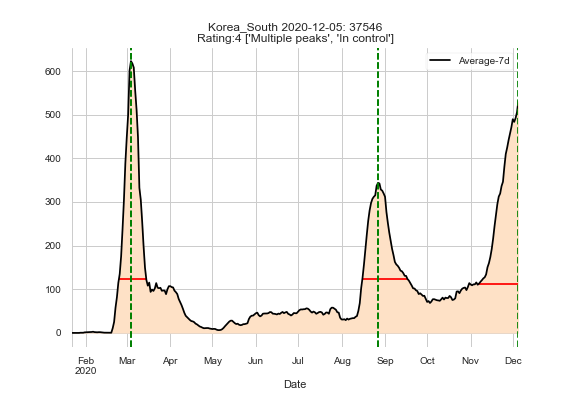 Korea_South 2020-12-05: 37546
Rating:4 ['Multiple peaks', 'In control']
Average-7d
600
500
400
300
200
100
0
Feb Mar Apr May Jun Jul Aug Sep Oct Nov Dec
2020
Date